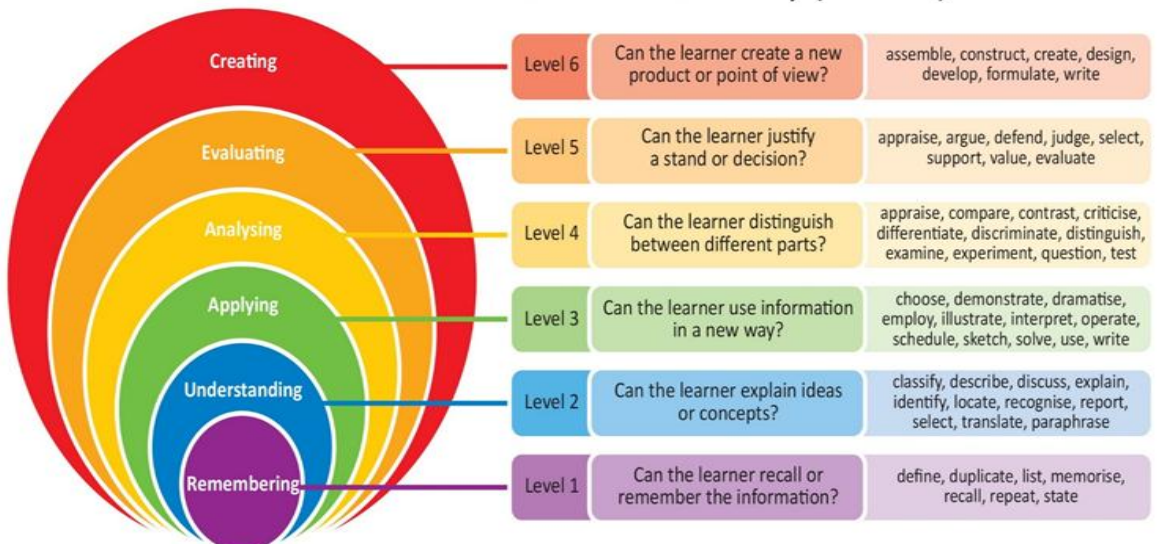 Creating
Level 6
Can the learner create a new
product or point of view?
assemble, construct, create, design,
develop, formulate, write
Evaluating
Level 5
Can the learner justify
a stand or decision?
appraise, argue, defend, judge, select,
support, value, evaluate
Analysing
Level 4
Can the learner distinguish
between different parts?
appraise, compare, contrast, criticise,
differentiate, discriminate, distinguish,
examine, experiment, question, test
Applying
Level 3
Can the learner use information
in a new way?
choose, demonstrate, dramatise,
employ, illustrate, interpret, operate,
schedule, sketch, solve, use, write
Understanding
Level 2
Can the learner explain ideas
or concepts?
classify, describe, discuss, explain,
identify, locate, recognise, report,
select, translate, paraphrase
Remembering
Level 1
Can the learner recall or
remember the information?
define, duplicate, list, memorise,
recall, repeat, state